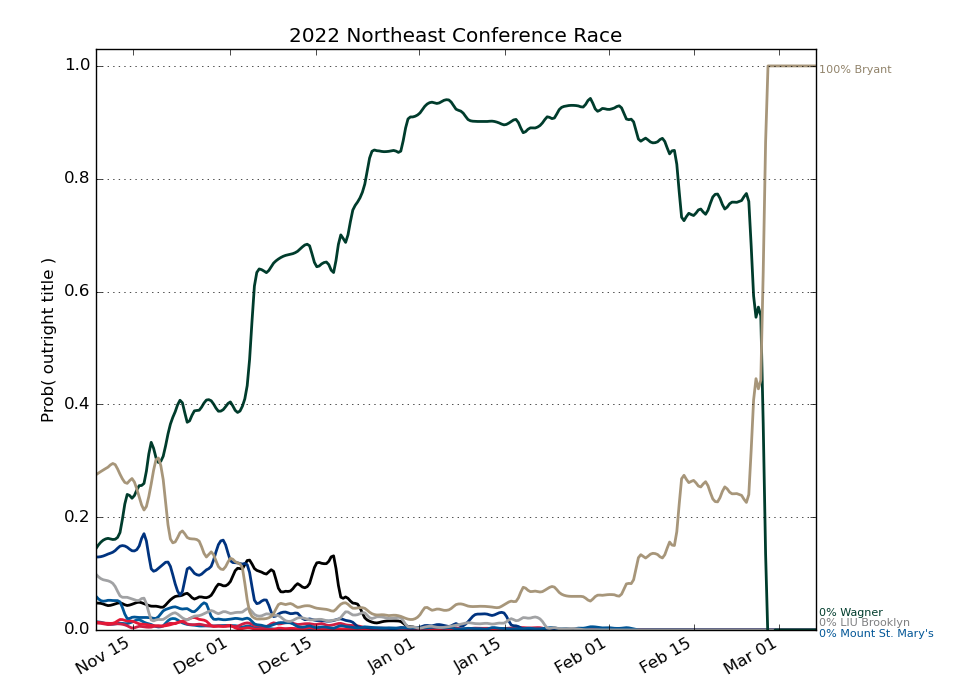 2022 Northeast Conference Race
Prob( outright title )
1.0
0.8
0.6
0.4
0.2
0.0
Nov 15
Dec 01
Dec 15
Jan 01
Jan 15
Feb 01
Feb 15
Mar 01
100% Bryant
0% Wagner
0% LIU Brooklyn
0% Mount St. Mary's